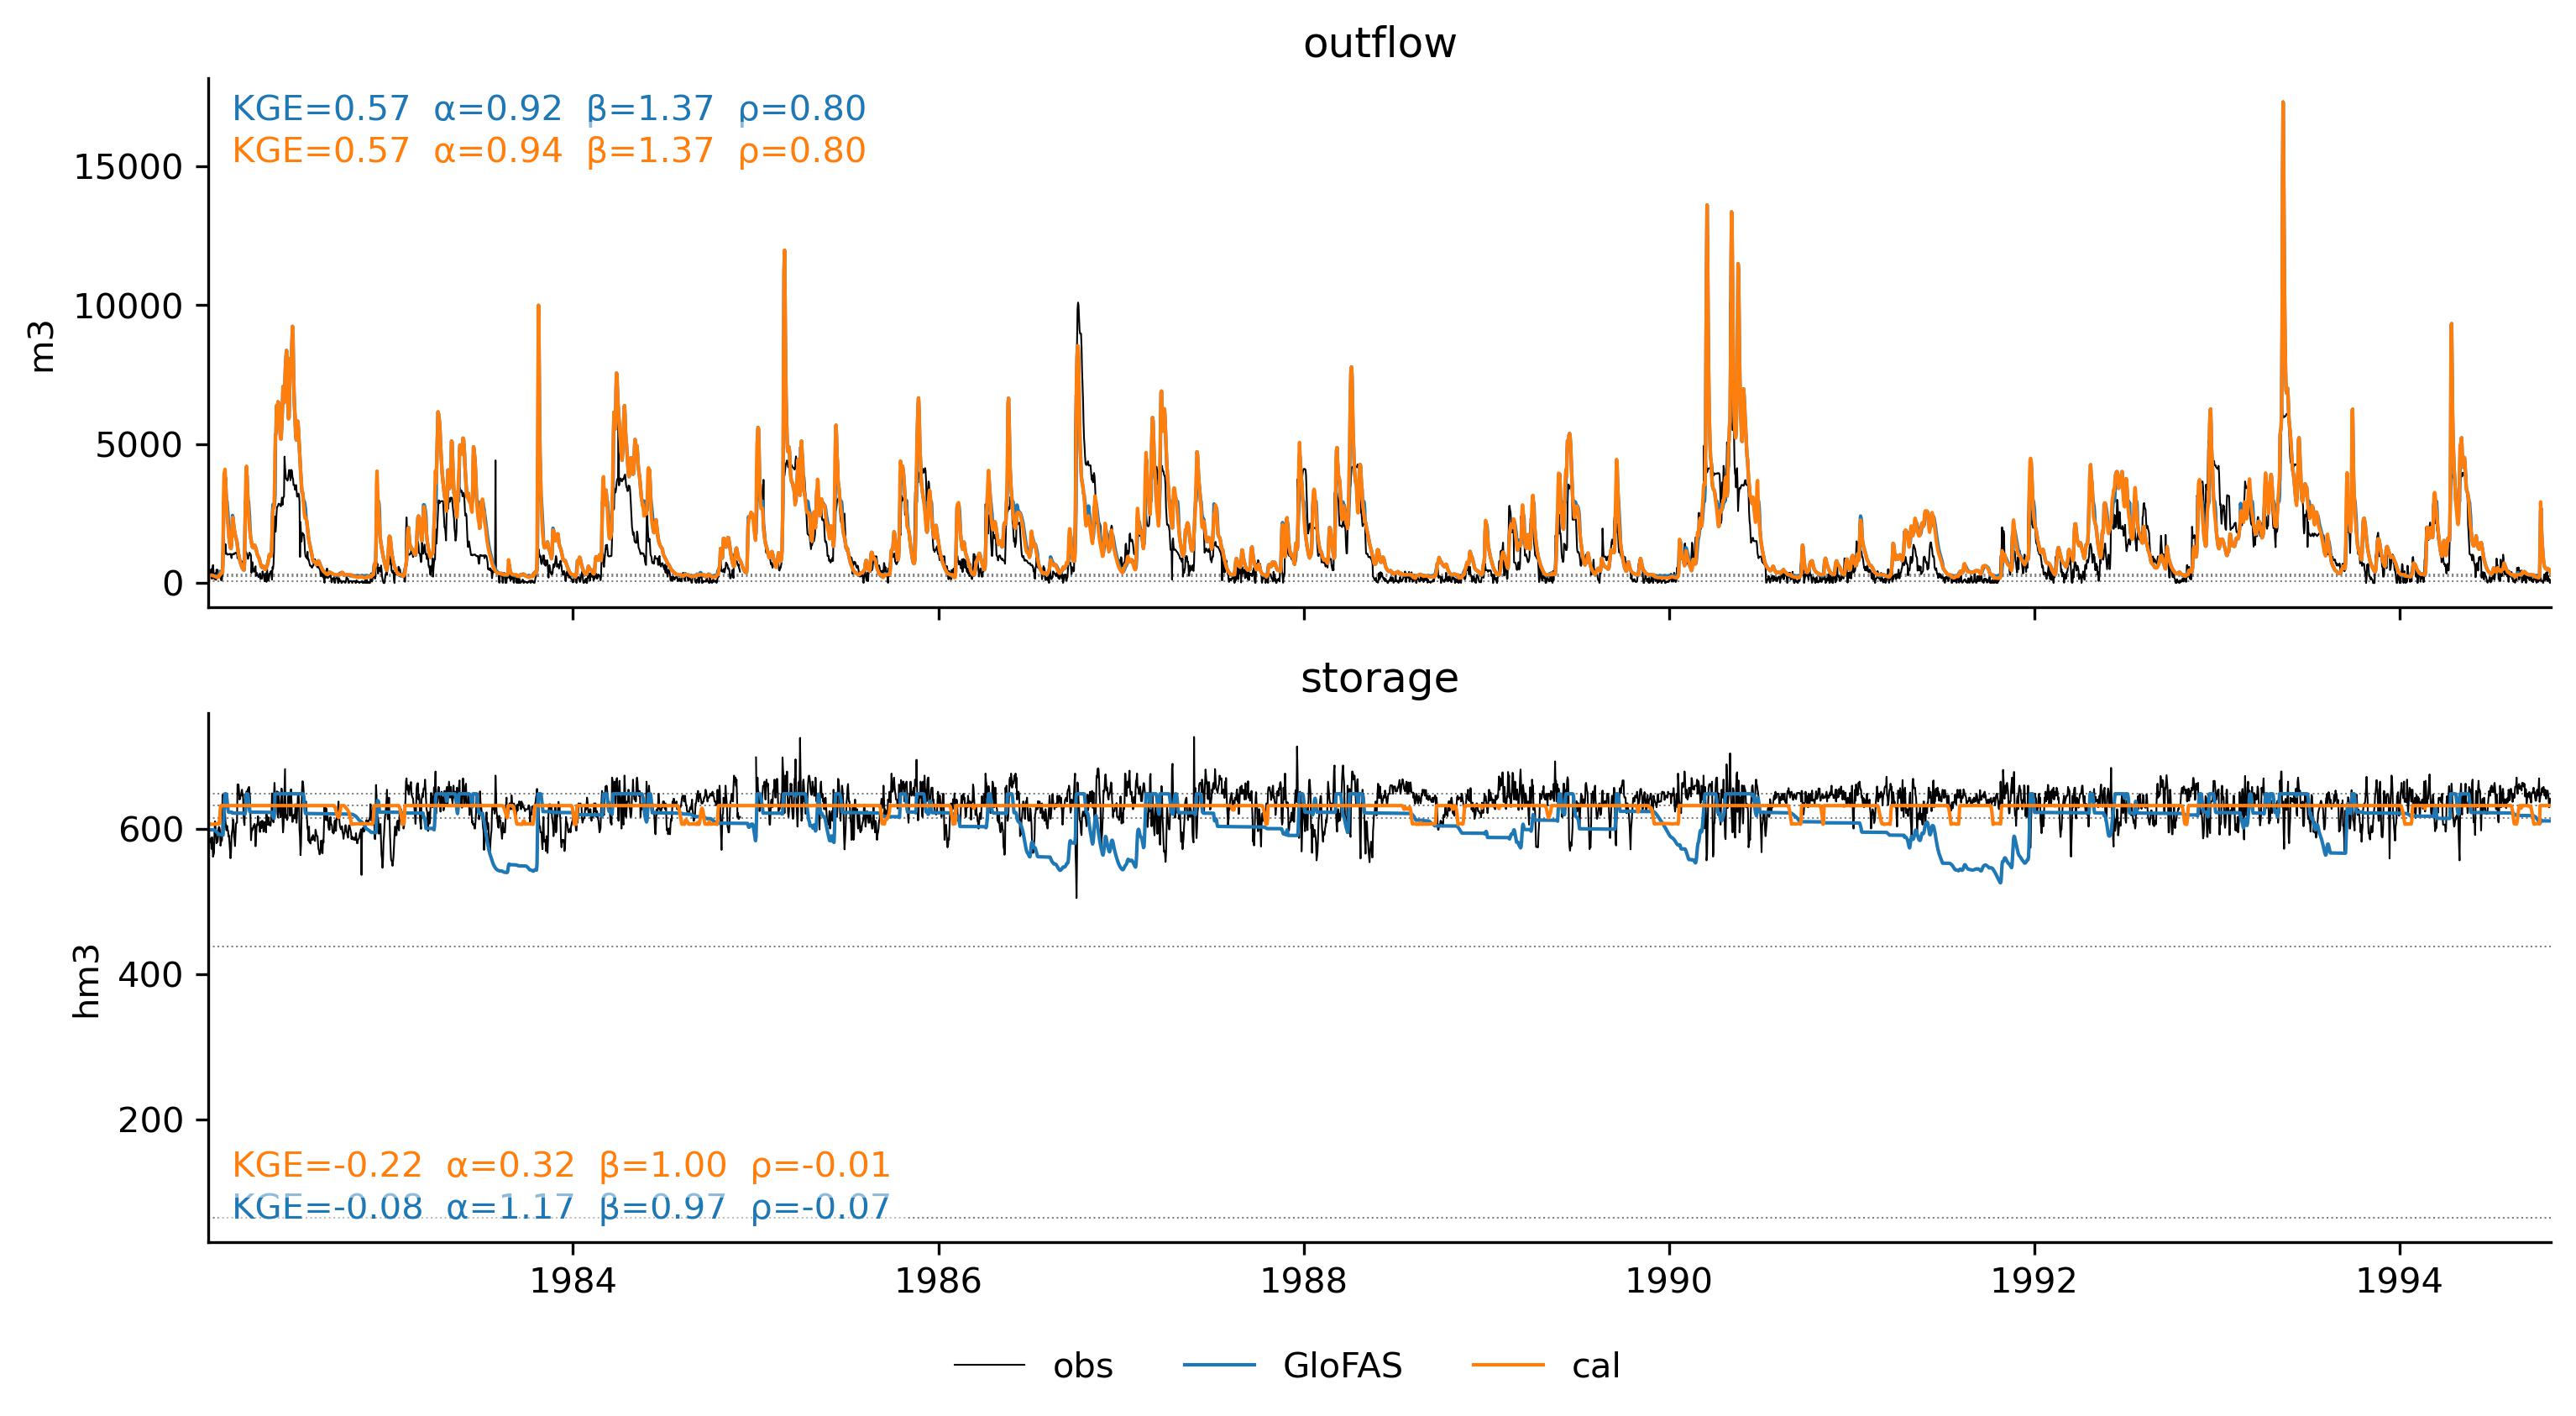 outflow
KGE=0.57 α=0.92 β=1.37 ρ=0.80
KGE=0.57 α=0.94 β=1.37 ρ=0.80
15000
10000
5000
0
m3
storage
600
400
200
hm3
KGE=-0.22 α=0.32 β=1.00 ρ=-0.01
KGE=-0.08 α=1.17 β=0.97 ρ=-0.07
1984 1986 1988 1990 1992 1994
obs GloFAS cal